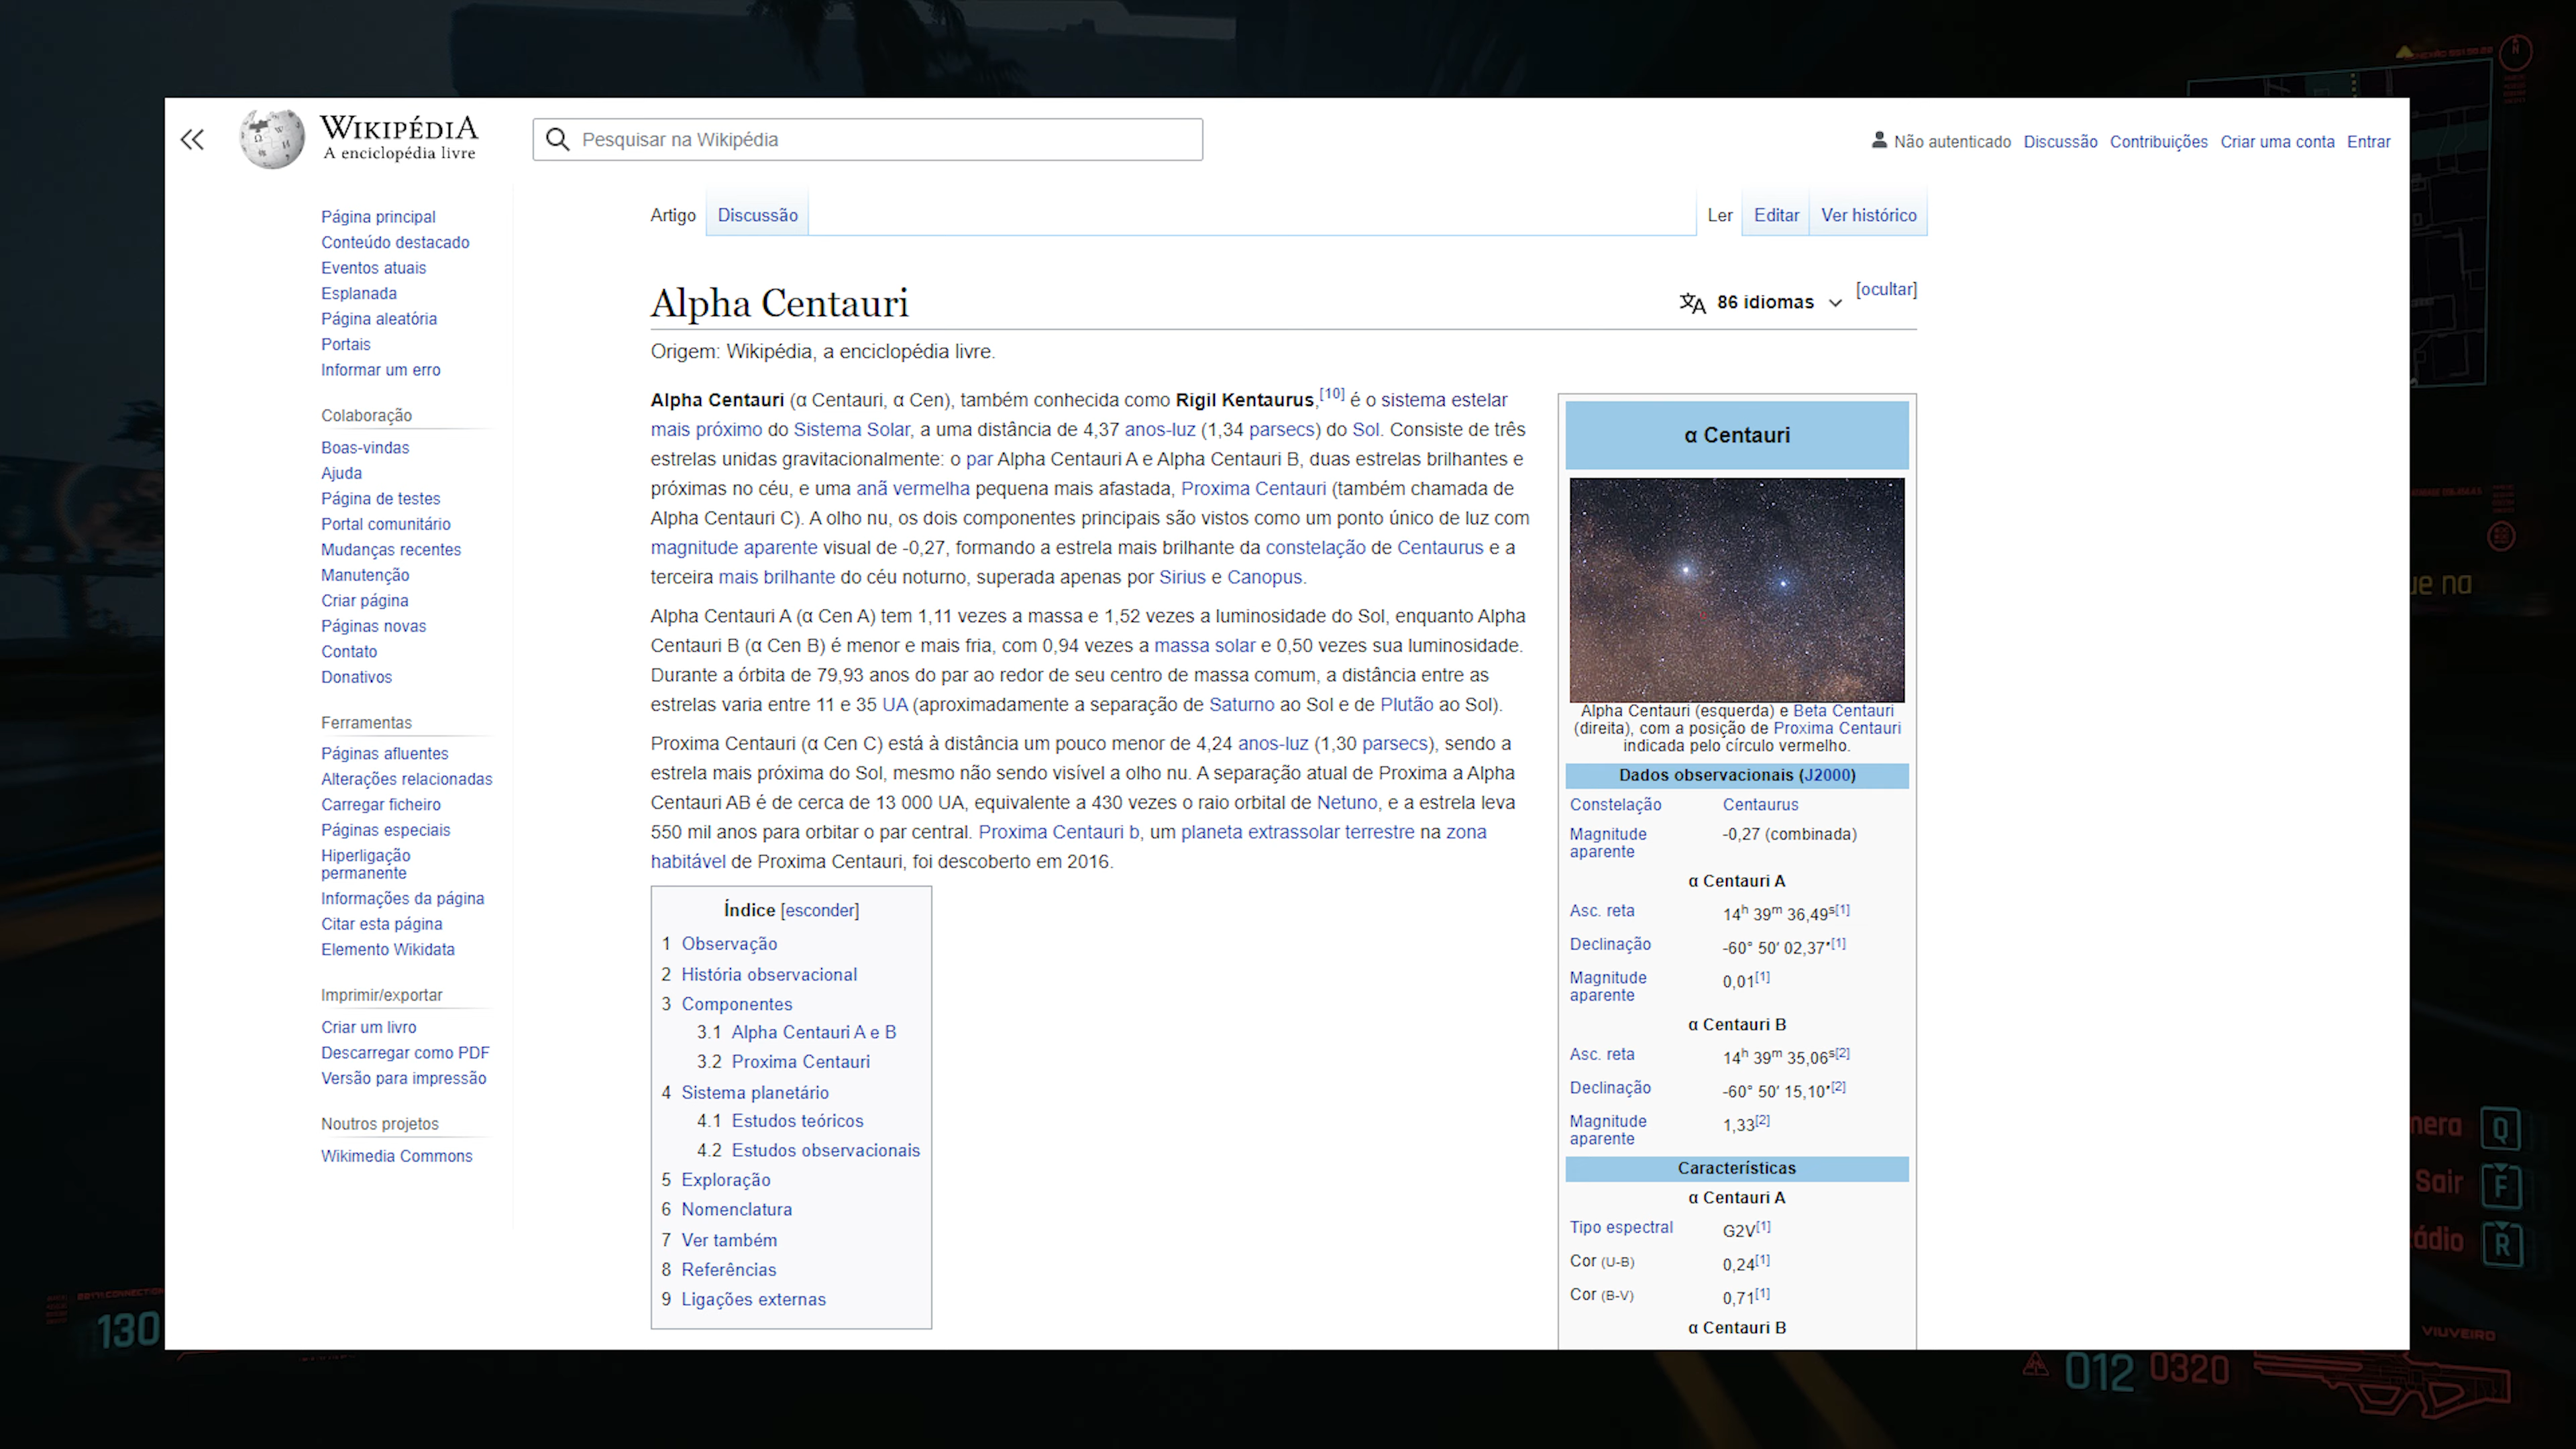 WIKIPÉDIA
A enciclopédia livre
Pesquisar na Wikipédia
Não autenticado Discussão Contribuições Criar uma conta Entrar
Página principal
Conteúdo destacado
Eventos atuais
Esplanada
Página aleatória
Portais
Informar um erro
Colaboração
Boas-vindas
Ajuda
Página de testes
Portal comunitário
Mudanças recentes
Manutenção
Criar página
Páginas novas
Contato
Donativos
Ferramentas
Páginas afluentes
Alterações relacionadas
Carregar ficheiro
Páginas especiais
Hiperligação
permanente
Informações da página
Citar esta página
Elemento Wikidata
Imprimir/exportar
Criar um livro
Descarregar como PDF
Versão para impressão
Noutros projetos
Wikimedia Commons
Artigo Discussão Ler Editar Ver histórico
Alpha Centauri
86 idiomas [ocultar]
Origem: Wikipédia, a enciclopédia livre.
Alpha Centauri (α Centauri, α Cen), também conhecida como Rigil Kentaurus,[10] é o sistema estelar
mais próximo do Sistema Solar, a uma distância de 4,37 anos-luz (1,34 parsecs) do Sol. Consiste de três
estrelas unidas gravitacionalmente: o par Alpha Centauri A e Alpha Centauri B, duas estrelas brilhantes e
próximas no céu, e uma anã vermelha pequena mais afastada, Proxima Centauri (também chamada de
Alpha Centauri C). A olho nu, os dois componentes principais são vistos como um ponto único de luz com
magnitude aparente visual de -0,27, formando a estrela mais brilhante da constelação de Centaurus e a
terceira mais brilhante do céu noturno, superada apenas por Sirius e Canopus.
Alpha Centauri A (α Cen A) tem 1,11 vezes a massa e 1,52 vezes a luminosidade do Sol, enquanto Alpha
Centauri B (α Cen B) é menor e mais fria, com 0,94 vezes a massa solar e 0,50 vezes sua luminosidade.
Durante a órbita de 79,93 anos do par ao redor de seu centro de massa comum, a distância entre as
estrelas varia entre 11 e 35 UA (aproximadamente a separação de Saturno ao Sol e de Plutão ao Sol).
Proxima Centauri (α Cen C) está à distância um pouco menor de 4,24 anos-luz (1,30 parsecs), sendo a
estrela mais próxima do Sol, mesmo não sendo visível a olho nu. A separação atual de Proxima a Alpha
Centauri AB é de cerca de 13 000 UA, equivalente a 430 vezes o raio orbital de Netuno, e a estrela leva
550 mil anos para orbitar o par central. Proxima Centauri b, um planeta extrassolar terrestre na zona
habitável de Proxima Centauri, foi descoberto em 2016.
Índice [esconder]
1 Observação
2 História observacional
3 Componentes
3.1 Alpha Centauri A e B
3.2 Proxima Centauri
4 Sistema planetário
4.1 Estudos teóricos
4.2 Estudos observacionais
5 Exploração
6 Nomenclatura
7 Ver também
8 Referências
9 Ligações externas
α Centauri
Alpha Centauri (esquerda) e Beta Centauri
(direita), com a posição de Proxima Centauri
indicada pelo círculo vermelho.
Dados observacionais (J2000)
Constelação Centaurus
Magnitude
aparente -0,27 (combinada)
α Centauri A
Asc. reta 14h 39m 36,49s[1]
Declinação -60° 50′ 02,37″[1]
Magnitude
aparente 0,01[1]
α Centauri B
Asc. reta 14h 39m 35,06s[2]
Declinação -60° 50′ 15,10″[2]
Magnitude
aparente 1,33[2]
Características
α Centauri A
Tipo espectral G2V[1]
Cor (U-B) 0,24[1]
Cor (B-V) 0,71[1]
α Centauri B
ue na
mera Q
Sair F
ádio R
130
VIUVEIRO
012 0320